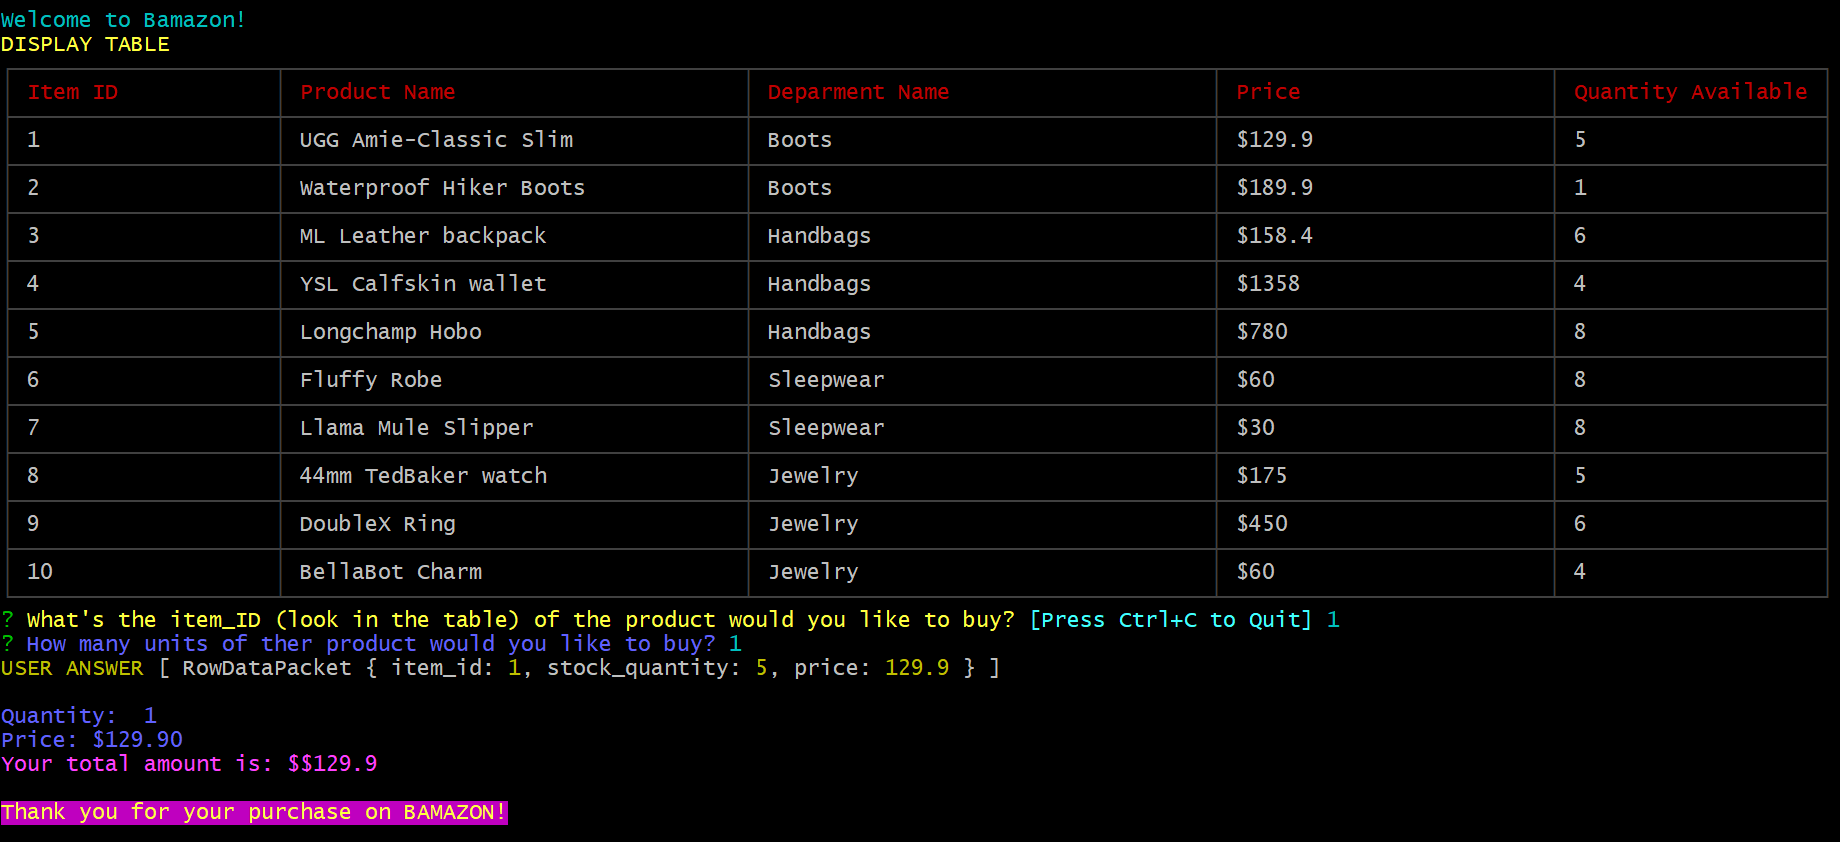 Welcome to Bamazon!
DISPLAY TABLE
Item ID Product Name Deparment Name Price Quantity Available
1 UGG Amie-Classic Slim Boots $129.9 5
2 Waterproof Hiker Boots Boots $189.9 1
3 ML Leather backpack Handbags $158.4 6
4 YSL Calfskin wallet Handbags $1358 4
5 Longchamp Hobo Handbags $780 8
6 Fluffy Robe Sleepwear $60 8
7 Llama Mule Slipper Sleepwear $30 8
8 44mm TedBaker watch Jewelry $175 5
9 DoubleX Ring Jewelry $450 6
10 BellaBot Charm Jewelry $60 4
? What's the item_ID (look in the table) of the product would you like to buy? [Press Ctrl+C to Quit] 1
? How many units of ther product would you like to buy? 1
USER ANSWER [ RowDataPacket { item_id: 1, stock_quantity: 5, price: 129.9 } ]
Quantity:  1
Price: $129.90
Your total amount is: $$129.9
Thank you for your purchase on BAMAZON!